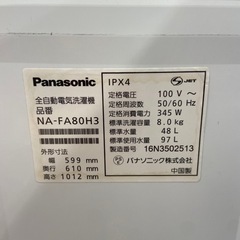 Panasonic
全自動電気洗濯機
品番
NA-FA80H3
外形寸法
幅 599 mm
奥行 610 mm
高さ 1012 mm
IPX4
JET
定格電圧 100 V ～
定格周波数 50/60 Hz
定格消費電力 345 W
標準洗濯容量 8.0 kg
標準水量 48 L
標準使用水量 97 L
製造番号 16N3502513
パナソニック株式会社
中国製